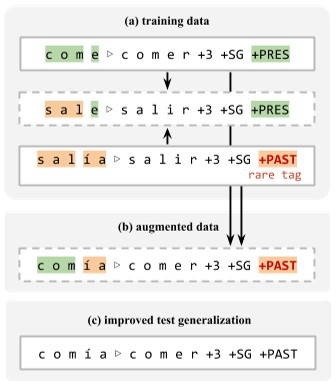 (a) training data
c o m e ▹ c o m e r +3 +SG +PRES
s a l e ▹ s a l i r +3 +SG +PRES
s a l í a ▹ s a l i r +3 +SG +PAST
rare tag
(b) augmented data
c o m í a ▹ c o m e r +3 +SG +PAST
(c) improved test generalization
c o m í a ▹ c o m e r +3 +SG +PAST